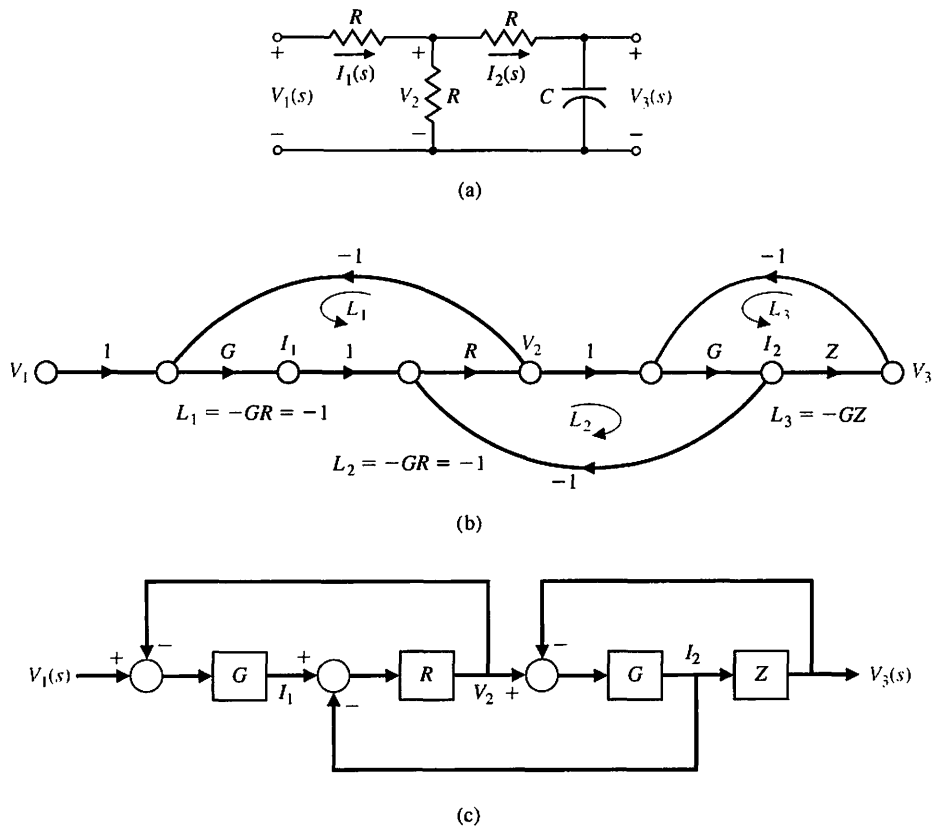 R R
+ + +
I₁(s) I₂(s)
V₁(s) V₂ R C V₃(s)
− − −
(a)
−1 −1
L₁ L₃
V₁ 1 G I₁ 1 R V₂ 1 G I₂ Z V₃
L₁ = −GR = −1 L₂ L₃ = −GZ
L₂ = −GR = −1 −1
(b)
− −
V₁(s) + G I₁ + − R V₂ + G I₂ Z V₃(s)
(c)